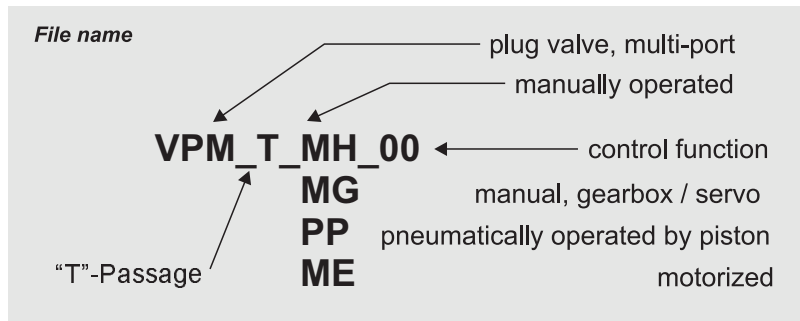 File name
plug valve, multi-port
manually operated
VPM_T_MH_00
control function
MG manual, gearbox / servo
PP pneumatically operated by piston
"T"-Passage
ME motorized